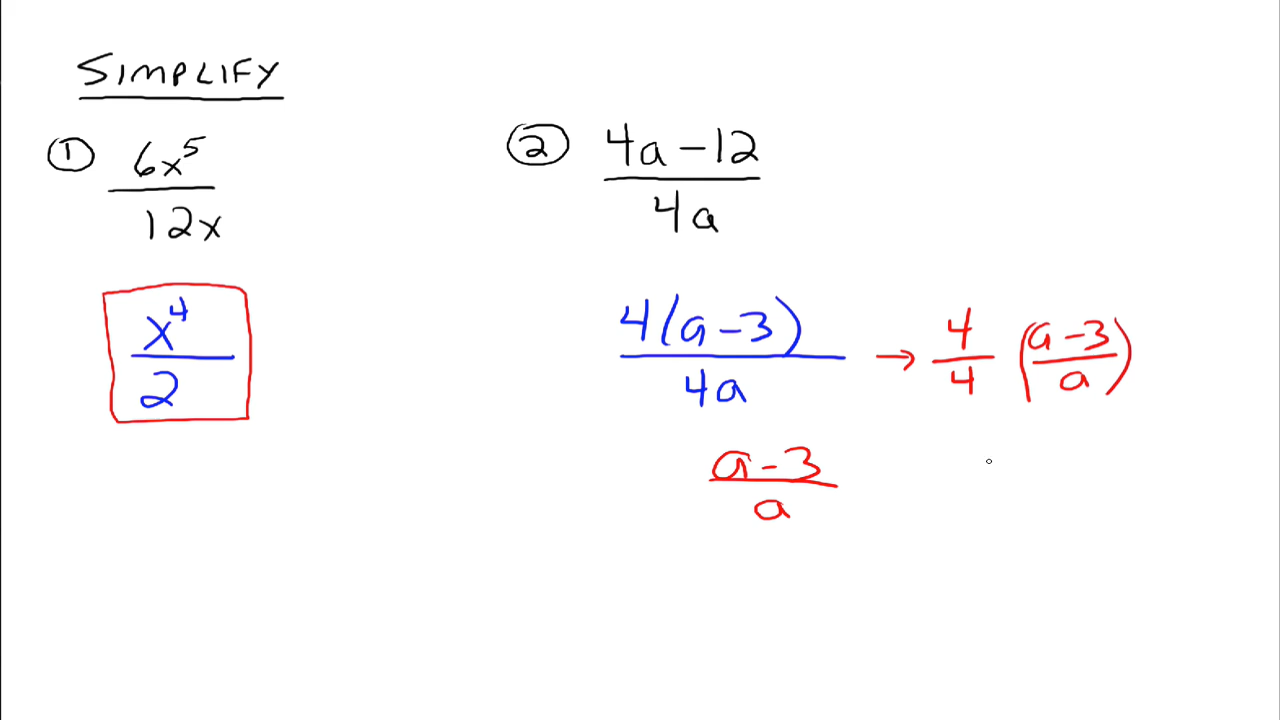 SIMPLIFY
① 6x⁵
12x
x⁴
2
② 4a - 12
4a
4(a - 3)
4a
→ 4/4 (a - 3/a)
a - 3
a